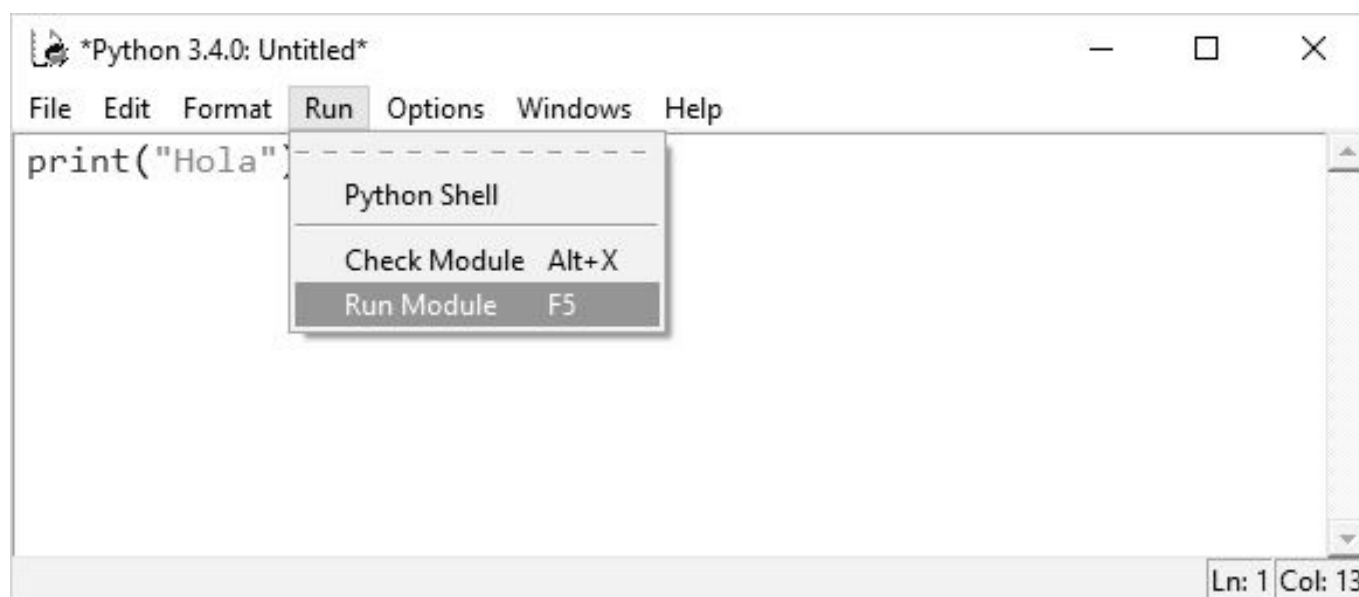 *Python 3.4.0: Untitled*
File Edit Format Run Options Windows Help
print("Hola")
Python Shell
Check Module Alt+X
Run Module F5
Ln: 1 Col: 13